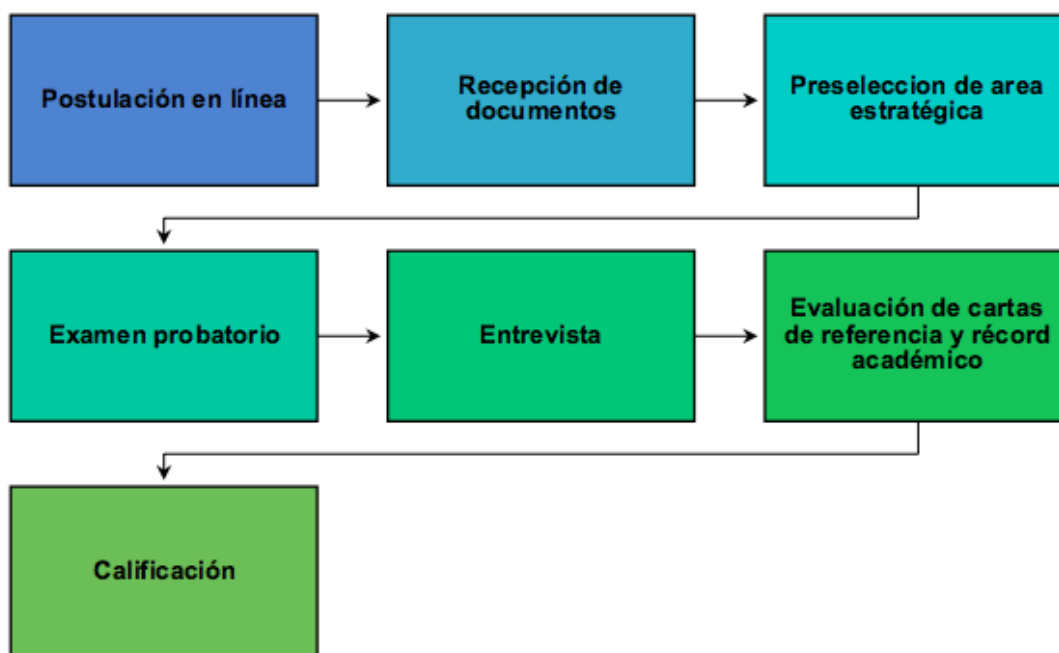 Postulación en línea
Recepción de
documentos
Preseleccion de area
estratégica
Examen probatorio
Entrevista
Evaluación de cartas
de referencia y récord
académico
Calificación